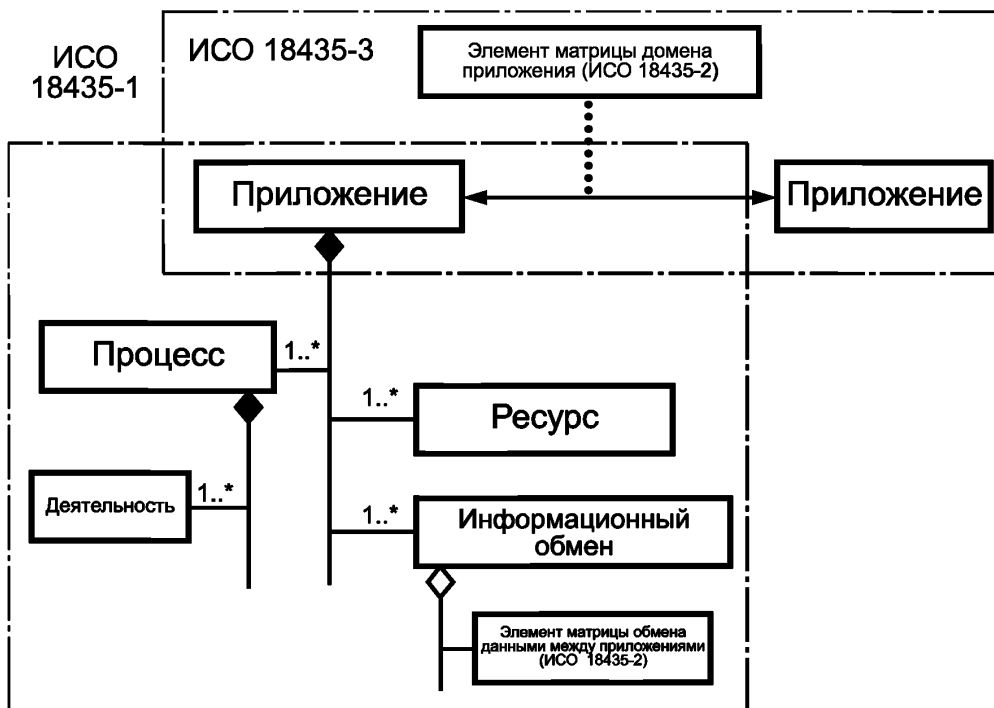 ИСО
18435-1
ИСО 18435-3
Элемент матрицы домена
приложения (ИСО 18435-2)
Приложение
Приложение
Процесс
1..*
1..*
Ресурс
Деятельность
1..*
1..*
Информационный
обмен
Элемент матрицы обмена
данными между приложениями
(ИСО 18435-2)